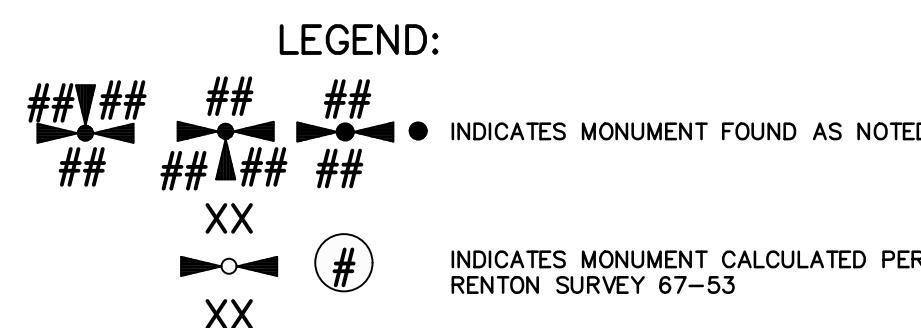 LEGEND:
## ## ## ##
## ## ## ##
INDICATES MONUMENT FOUND AS NOTED
XX
# INDICATES MONUMENT CALCULATED PER
RENTON SURVEY 67-53
XX